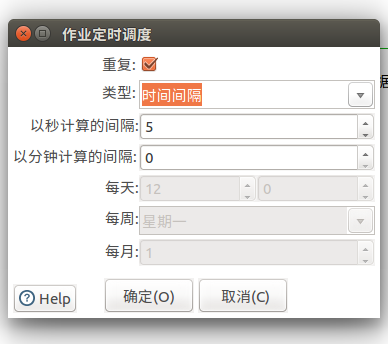 作业定时调度
重复:
类型: 时间间隔
以秒计算的间隔: 5
以分钟计算的间隔: 0
每天: 12 0
每周: 星期一
每月: 1
Help 确定(O) 取消(C)